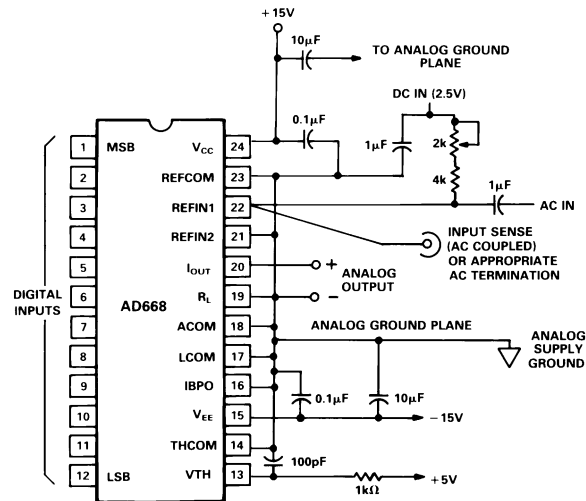 +15V
10μF
TO ANALOG GROUND
PLANE
DC IN (2.5V)
0.1μF
1μF
2k
4k
1μF
AC IN
INPUT SENSE
(AC COUPLED)
OR APPROPRIATE
AC TERMINATION
1 MSB VCC 24
2 REFCOM 23
3 REFIN1 22
4 REFIN2 21
5 IOUT 20
+
ANALOG
OUTPUT
6 RL 19
–
DIGITAL
INPUTS
AD668
7 ACOM 18
ANALOG GROUND PLANE
ANALOG
SUPPLY
GROUND
8 LCOM 17
9 IBPO 16
0.1μF
10μF
10 VEE 15
–15V
11 THCOM 14
100pF
12 LSB VTH 13
+5V
1kΩ